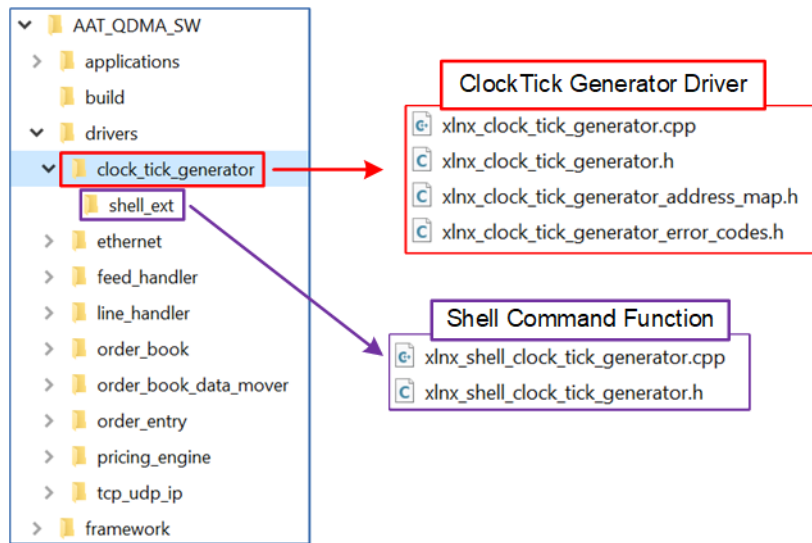 AAT_QDMA_SW
applications
build
drivers
clock_tick_generator
shell_ext
ethernet
feed_handler
line_handler
order_book
order_book_data_mover
order_entry
pricing_engine
tcp_udp_ip
framework
ClockTick Generator Driver
xlnx_clock_tick_generator.cpp
xlnx_clock_tick_generator.h
xlnx_clock_tick_generator_address_map.h
xlnx_clock_tick_generator_error_codes.h
Shell Command Function
xlnx_shell_clock_tick_generator.cpp
xlnx_shell_clock_tick_generator.h